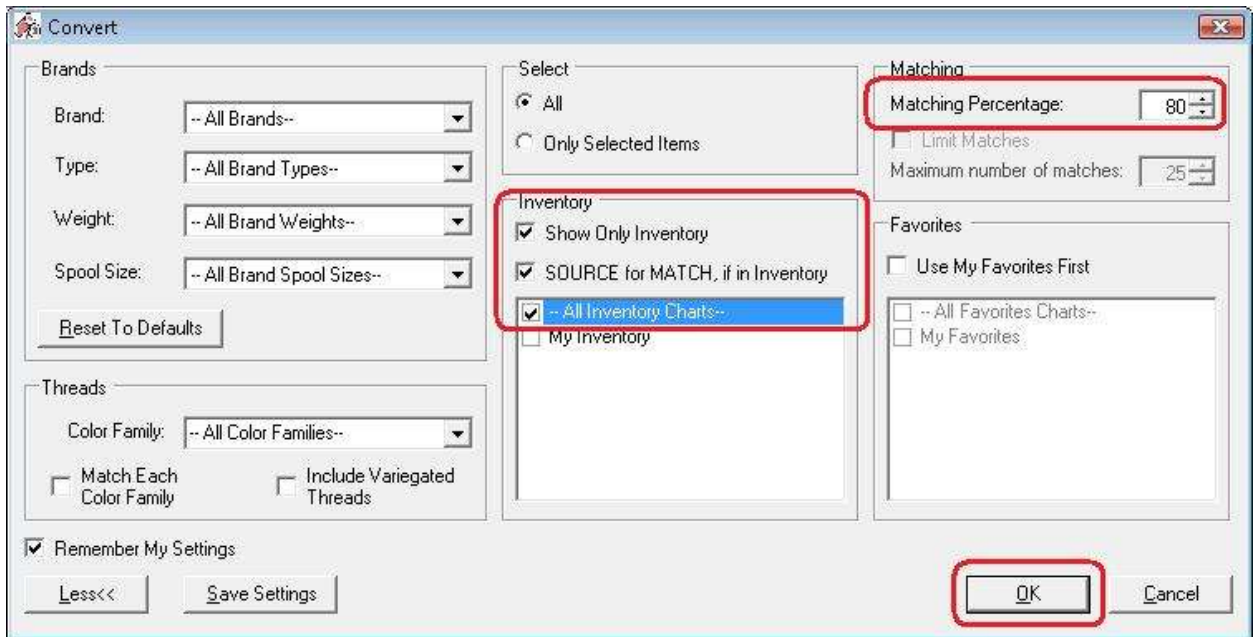 Convert
Brands
Brand: -- All Brands--
Type: -- All Brand Types--
Weight: -- All Brand Weights--
Spool Size: -- All Brand Spool Sizes--
Reset To Defaults
Threads
Color Family: -- All Color Families--
Match Each
Color Family
Include Variegated
Threads
Remember My Settings
Less<<
Save Settings
Select
All
Only Selected Items
Inventory
Show Only Inventory
SOURCE for MATCH, if in Inventory
-- All Inventory Charts--
My Inventory
Matching
Matching Percentage: 80
Limit Matches
Maximum number of matches: 25
Favorites
Use My Favorites First
-- All Favorites Charts--
My Favorites
OK
Cancel